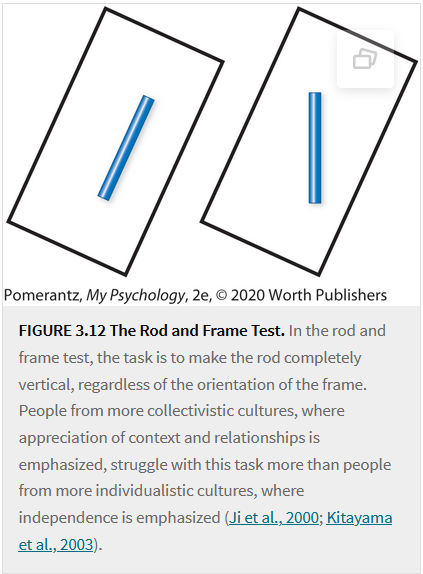 Pomerantz, My Psychology, 2e, © 2020 Worth Publishers
FIGURE 3.12 The Rod and Frame Test. In the rod and
frame test, the task is to make the rod completely
vertical, regardless of the orientation of the frame.
People from more collectivistic cultures, where
appreciation of context and relationships is
emphasized, struggle with this task more than people
from more individualistic cultures, where
independence is emphasized (Ji et al., 2000; Kitayama
et al., 2003).